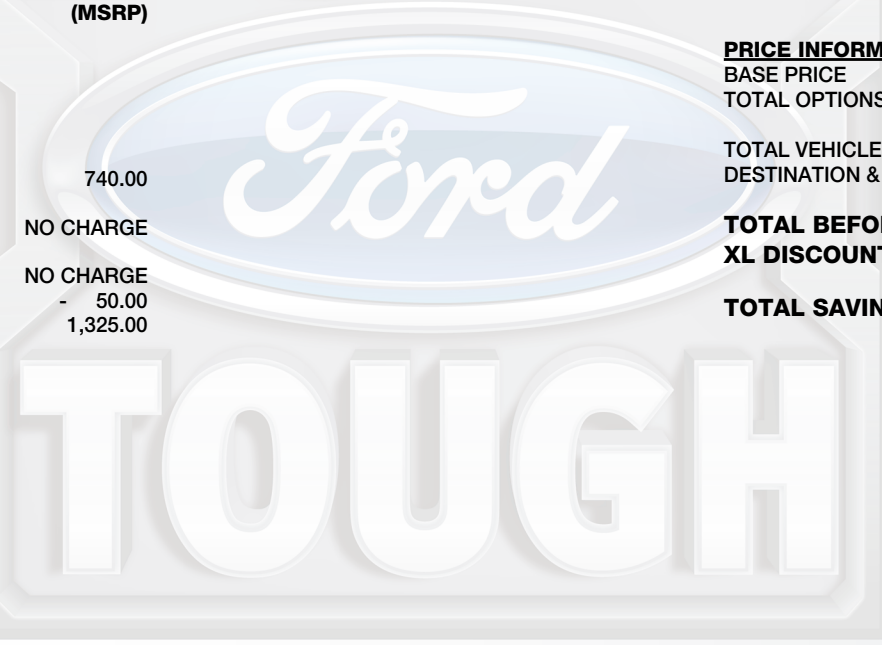 (MSRP)
740.00
NO CHARGE
NO CHARGE
- 50.00
1,325.00
PRICE INFORM
BASE PRICE
TOTAL OPTIONS
TOTAL VEHICLE
DESTINATION &
TOTAL BEFO
XL DISCOUNT
TOTAL SAVIN
Ford
TOUGH